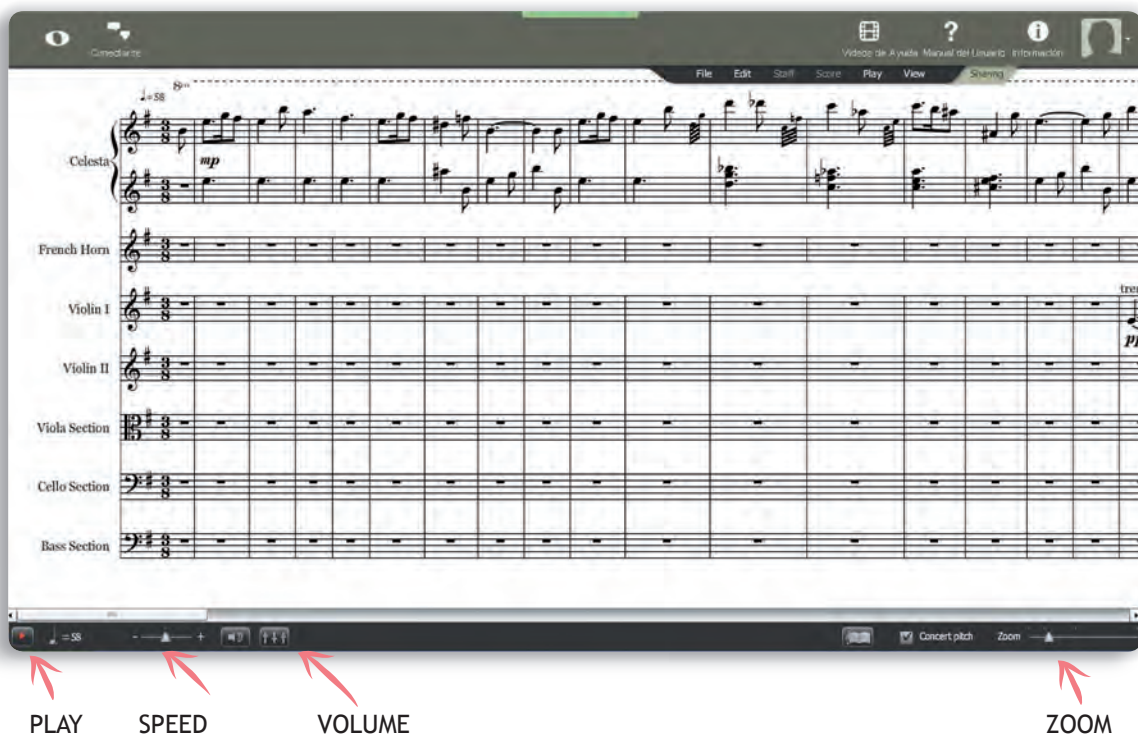 Conectarte
Videos de Ayuda Manual del Usuario Información
File Edit Staff Score Play View Sharing
♩.=58
8va
Celesta
mp
French Horn
Violin I
Violin II
Viola Section
Cello Section
Bass Section
♩. = 58 - + Concert pitch Zoom
PLAY SPEED VOLUME ZOOM